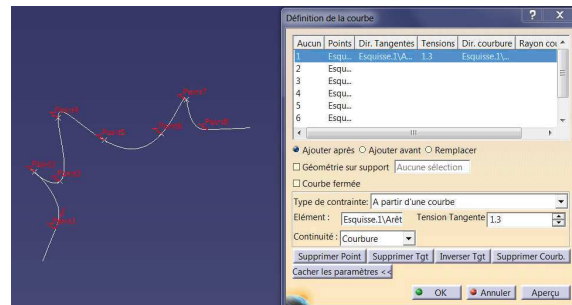 Définition de la courbe
? X
Aucun Points Dir. Tangentes Tensions Dir. courbure Rayon cou
1 Esqu... Esquisse.1\A... 1.3 Esquisse.1\...
2 Esqu...
3 Esqu...
4 Esqu...
5 Esqu...
6 Esqu...
Ajouter après Ajouter avant Remplacer
Géométrie sur support Aucune sélection
Courbe fermée
Type de contrainte: A partir d'une courbe
Elément : Esquisse.1\Arêt Tension Tangente 1.3
Continuité : Courbure
Supprimer Point Supprimer Tgt Inverser Tgt Supprimer Courb.
Cacher les paramètres <<
OK Annuler Aperçu